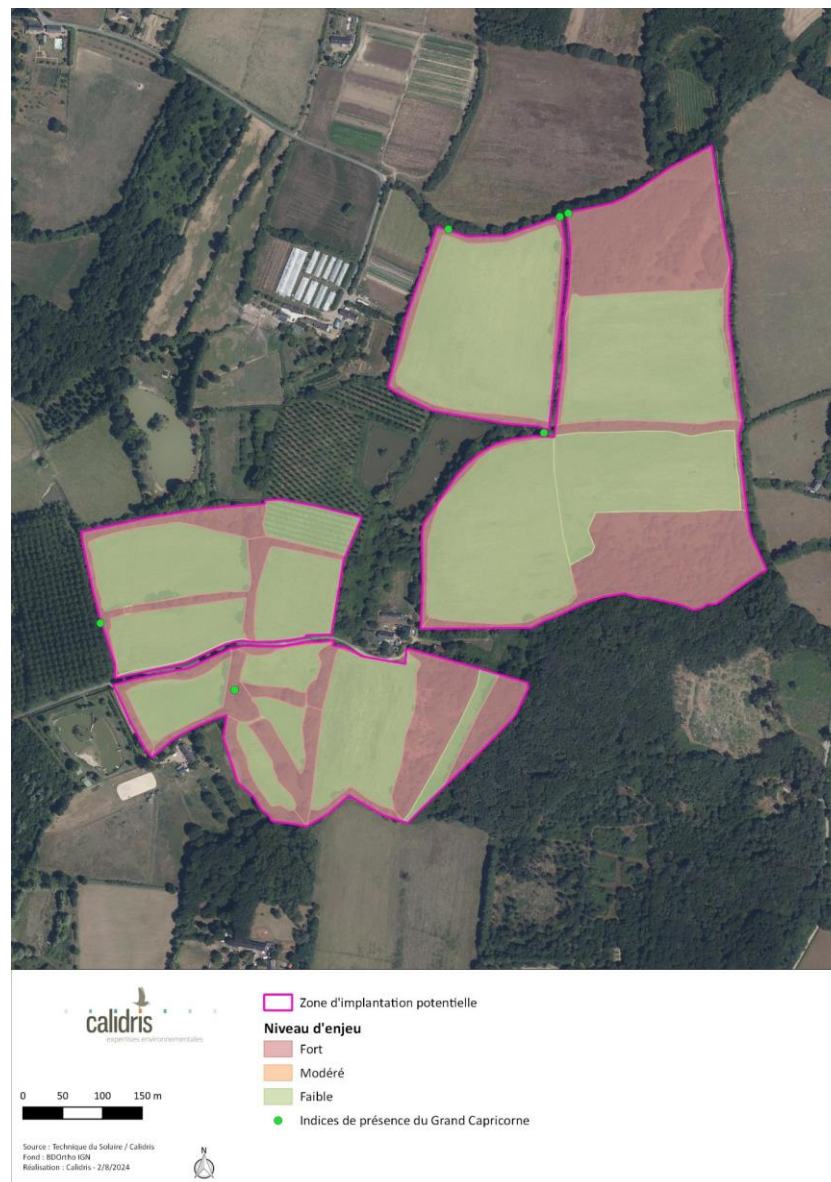 calidris
expertises environnementales
0 50 100 150 m
Source : Technique du Solaire / Calidris
Fond : BDOrtho IGN
Réalisation : Calidris - 2/8/2024
N
Zone d'implantation potentielle
Niveau d'enjeu
Fort
Modéré
Faible
Indices de présence du Grand Capricorne